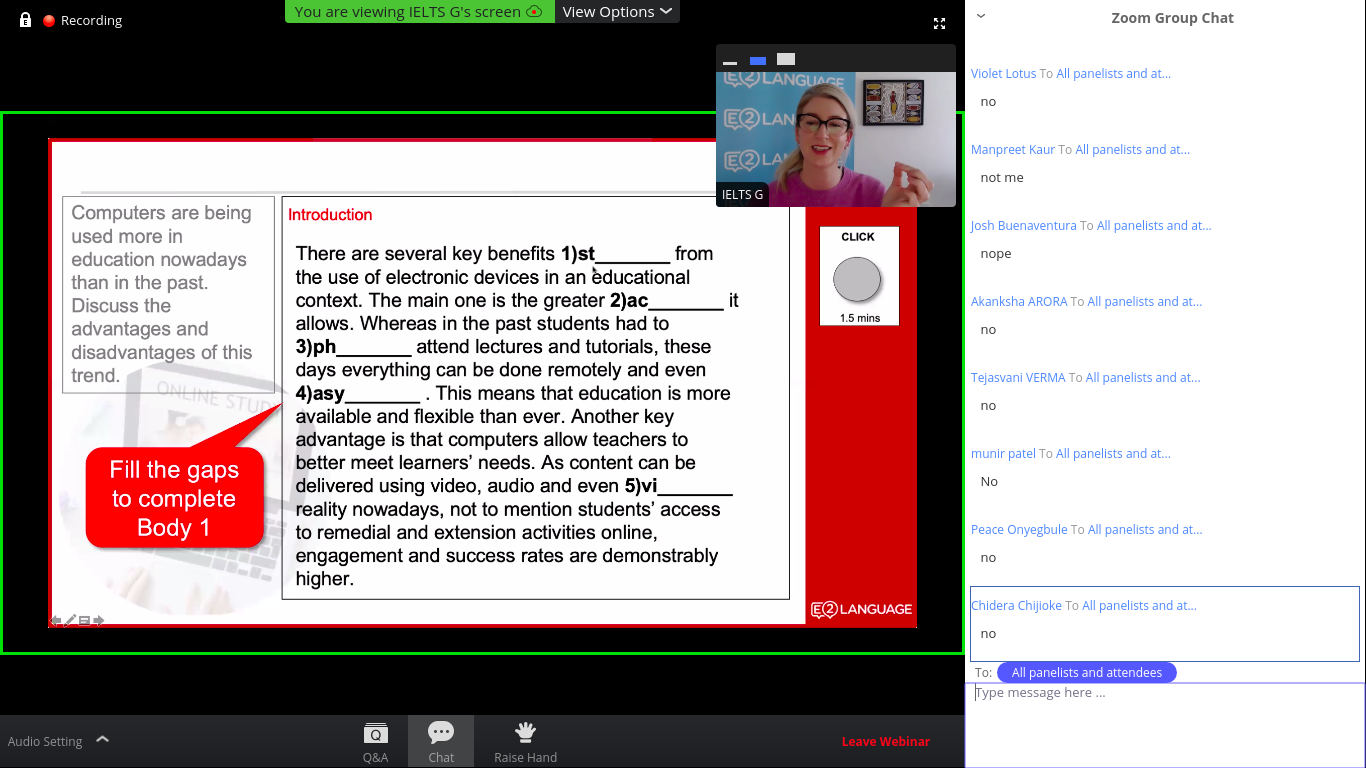 Recording
You are viewing IELTS G's screen
View Options
E2 LANGUAGE
LANGUAGE
E2 LANG
IELTS G
Computers are being
used more in
education nowadays
than in the past.
Discuss the
advantages and
disadvantages of this
trend.
ONLINE STUD
Fill the gaps
to complete
Body 1
Introduction
There are several key benefits 1)st_______ from
the use of electronic devices in an educational
context. The main one is the greater 2)ac_______ it
allows. Whereas in the past students had to
3)ph_______ attend lectures and tutorials, these
days everything can be done remotely and even
4)asy_______ . This means that education is more
available and flexible than ever. Another key
advantage is that computers allow teachers to
better meet learners’ needs. As content can be
delivered using video, audio and even 5)vi_______
reality nowadays, not to mention students’ access
to remedial and extension activities online,
engagement and success rates are demonstrably
higher.
CLICK
1.5 mins
E2 LANGUAGE
Audio Setting
Q
Q&A
Chat
Raise Hand
Leave Webinar
Zoom Group Chat
Violet Lotus To All panelists and at...
no
Manpreet Kaur To All panelists and at...
not me
Josh Buenaventura To All panelists and at...
nope
Akanksha ARORA To All panelists and at...
no
Tejasvani VERMA To All panelists and at...
no
munir patel To All panelists and at...
No
Peace Onyegbule To All panelists and at...
no
Chidera Chijioke To All panelists and at...
no
To: All panelists and attendees
Type message here ...